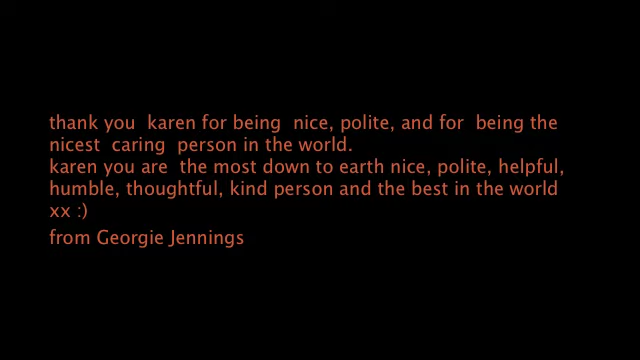 thank you  karen for being  nice, polite, and for  being the
nicest  caring  person in the world.
karen you are  the most down to earth nice, polite, helpful,
humble, thoughtful, kind person and the best in the world
xx :)
from Georgie Jennings